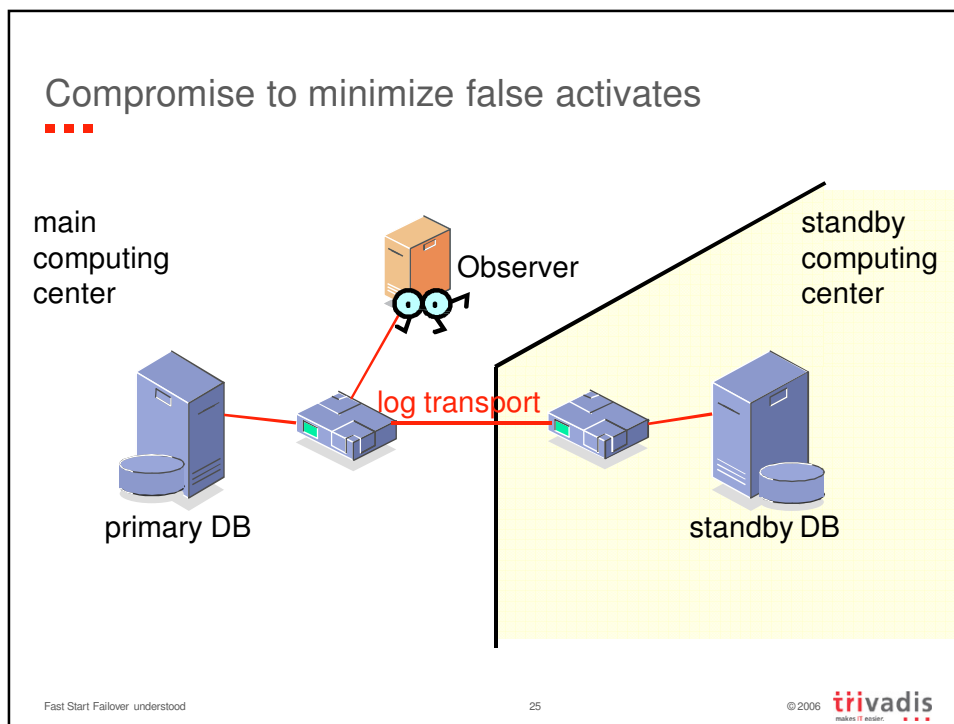 Compromise to minimize false activates
main
computing
center
Observer
standby
computing
center
log transport
primary DB
standby DB
Fast Start Failover understood
25
© 2006
trivadis
makes IT easier.